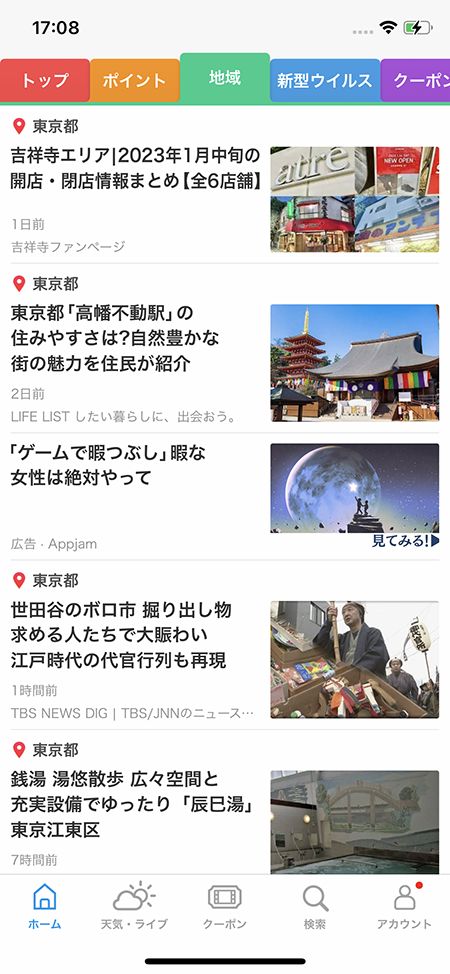 17:08
トップ
ポイント
地域
新型ウイルス
クーポン
東京都
吉祥寺エリア|2023年1月中旬の
開店・閉店情報まとめ【全6店舗】
1日前
吉祥寺ファンページ
atre
NEW
OPEN
東京都
東京都「高幡不動駅」の
住みやすさは?自然豊かな
街の魅力を住民が紹介
2日前
LIFE LIST したい暮らしに、出会おう。
「ゲームで暇つぶし」暇な
女性は絶対やって
広告・Appjam
見てみる!
東京都
世田谷のボロ市 掘り出し物
求める人たちで大賑わい
江戸時代の代官行列も再現
1時間前
TBS NEWS DIG | TBS/JNNのニュース…
東京都
銭湯 湯悠散歩 広々空間と
充実設備でゆったり「辰巳湯」
東京江東区
7時間前
ホーム
天気・ライブ
クーポン
検索
アカウント